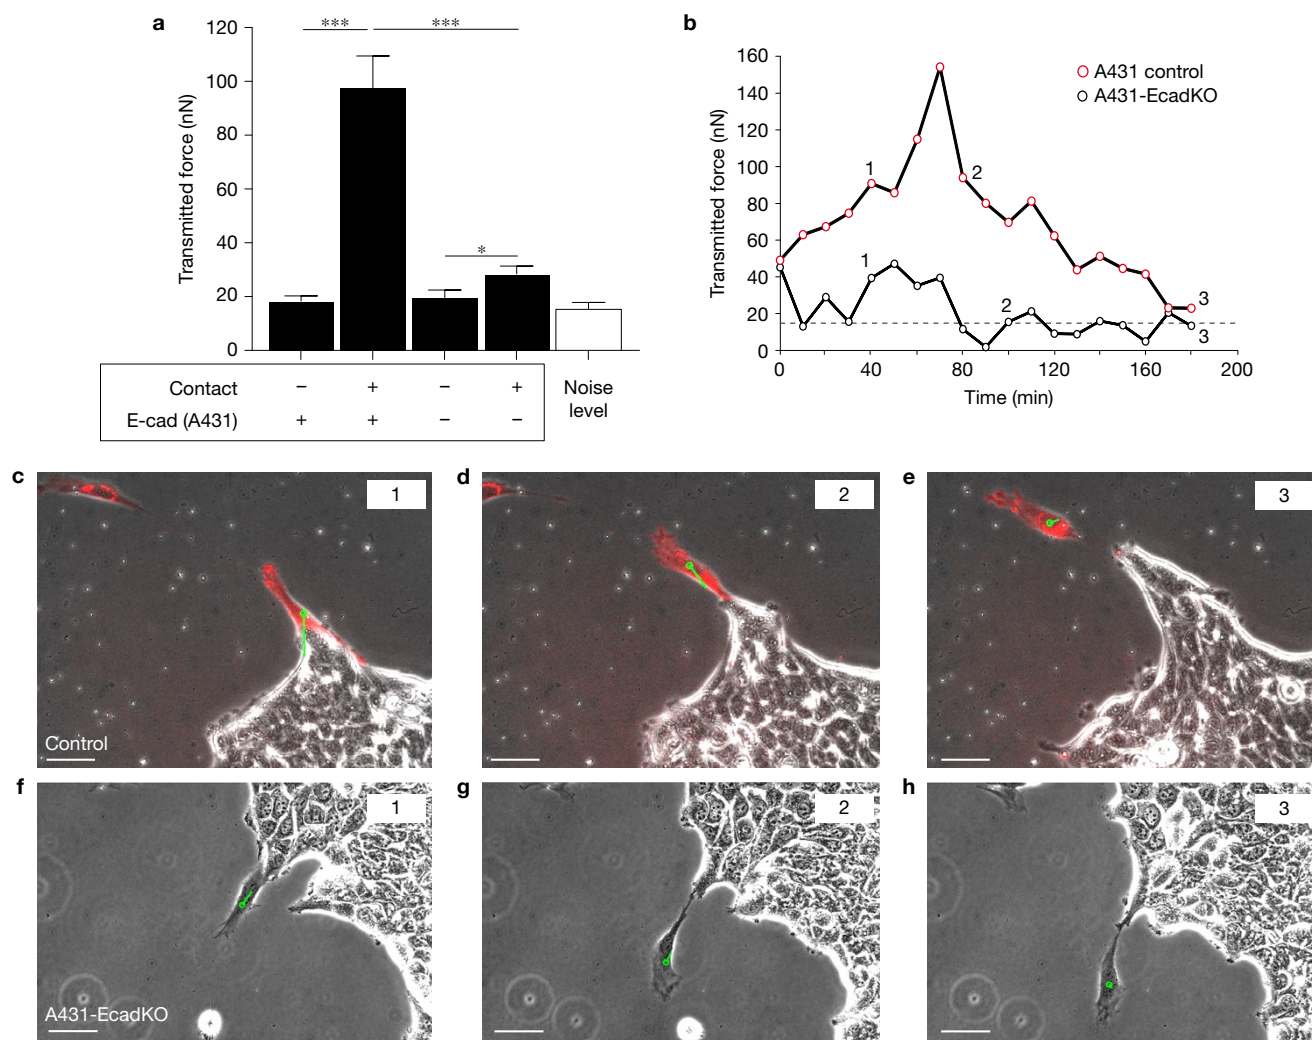 a
***
***
*
Transmitted force (nN)
120
100
80
60
40
20
0
Contact − + − + Noise level
E-cad (A431) + + − −
b
A431 control
A431-EcadKO
Transmitted force (nN)
160
140
120
100
80
60
40
20
0
1
2
3
1
2
3
0 40 80 120 160 200
Time (min)
c
1
Control
d
2
e
3
f
1
A431-EcadKO
g
2
h
3